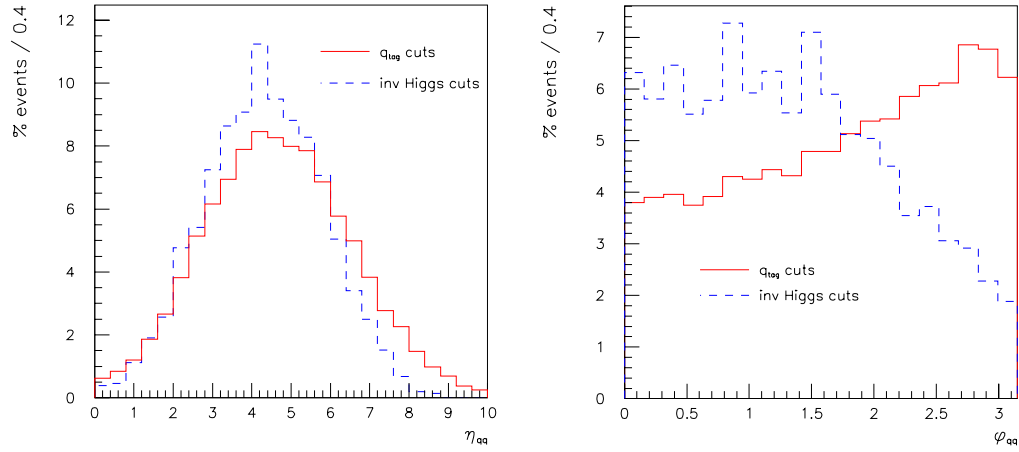 % events / 0.4
12
10
8
6
4
2
0
q_tag cuts
inv Higgs cuts
0 1 2 3 4 5 6 7 8 9 10
η_qq
% events / 0.4
7
6
5
4
3
2
1
0
q_tag cuts
inv Higgs cuts
0 0.5 1 1.5 2 2.5 3
φ_qq